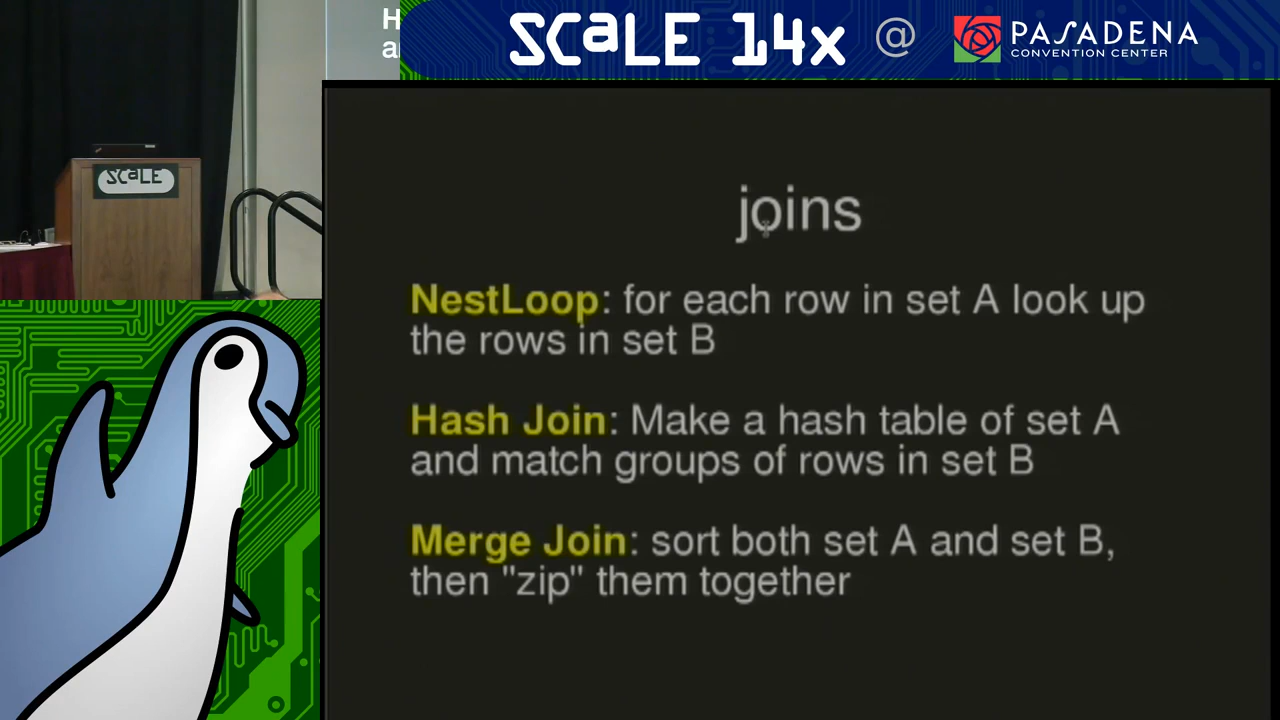 H
a
SCaLE 14x @ PASADENA
CONVENTION CENTER
SCaLE
joins
NestLoop: for each row in set A look up
the rows in set B
Hash Join: Make a hash table of set A
and match groups of rows in set B
Merge Join: sort both set A and set B,
then "zip" them together